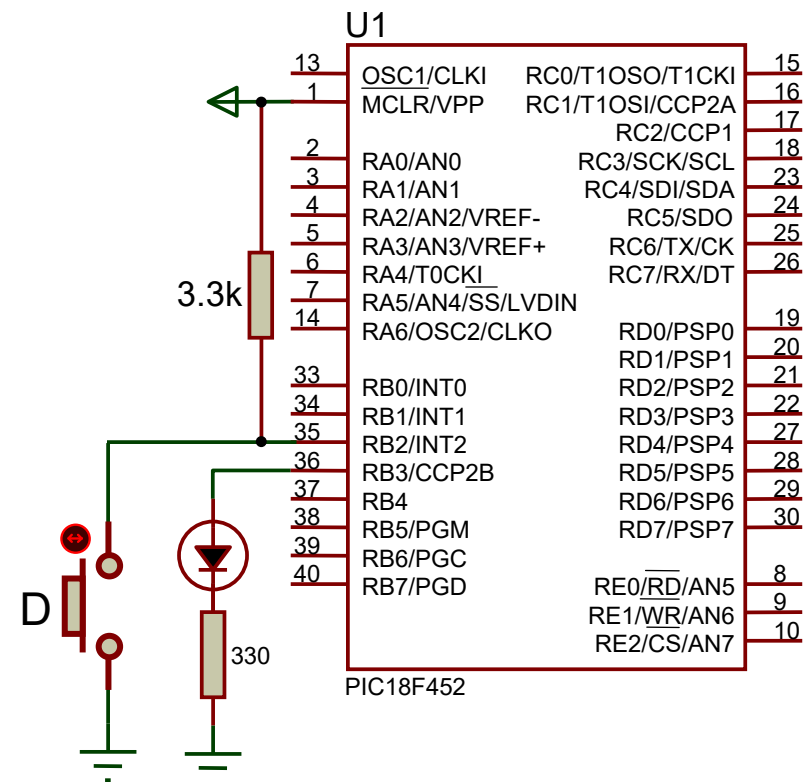 U1
13 OSC1/CLKI RC0/T1OSO/T1CKI 15
1 MCLR/VPP RC1/T1OSI/CCP2A 16
RC2/CCP1 17
2 RA0/AN0 RC3/SCK/SCL 18
3 RA1/AN1 RC4/SDI/SDA 23
4 RA2/AN2/VREF- RC5/SDO 24
5 RA3/AN3/VREF+ RC6/TX/CK 25
6 RA4/T0CKI RC7/RX/DT 26
3.3k
7 RA5/AN4/SS/LVDIN
14 RA6/OSC2/CLKO RD0/PSP0 19
RD1/PSP1 20
33 RB0/INT0 RD2/PSP2 21
34 RB1/INT1 RD3/PSP3 22
35 RB2/INT2 RD4/PSP4 27
36 RB3/CCP2B RD5/PSP5 28
37 RB4 RD6/PSP6 29
38 RB5/PGM RD7/PSP7 30
39 RB6/PGC
40 RB7/PGD RE0/RD/AN5 8
D
RE1/WR/AN6 9
RE2/CS/AN7 10
330
PIC18F452